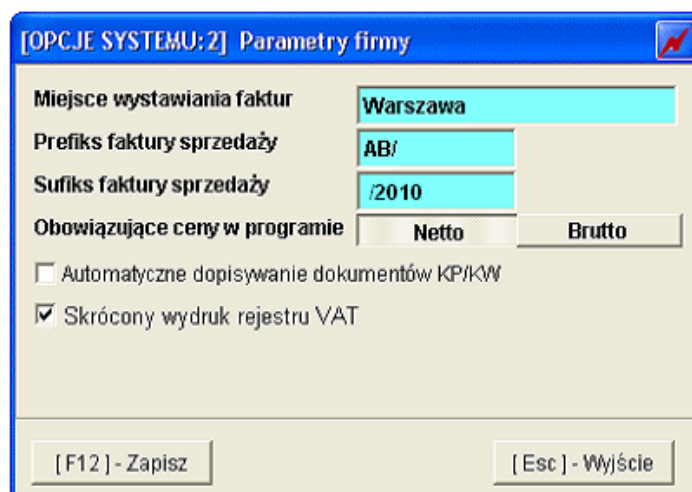 [OPCJE SYSTEMU:2] Parametry firmy
Miejsce wystawiania faktur Warszawa
Prefiks faktury sprzedaży AB/
Sufiks faktury sprzedaży /2010
Obowiązujące ceny w programie Netto Brutto
Automatyczne dopisywanie dokumentów KP/KW
Skrócony wydruk rejestru VAT
[ F12 ] - Zapisz [ Esc ] - Wyjście